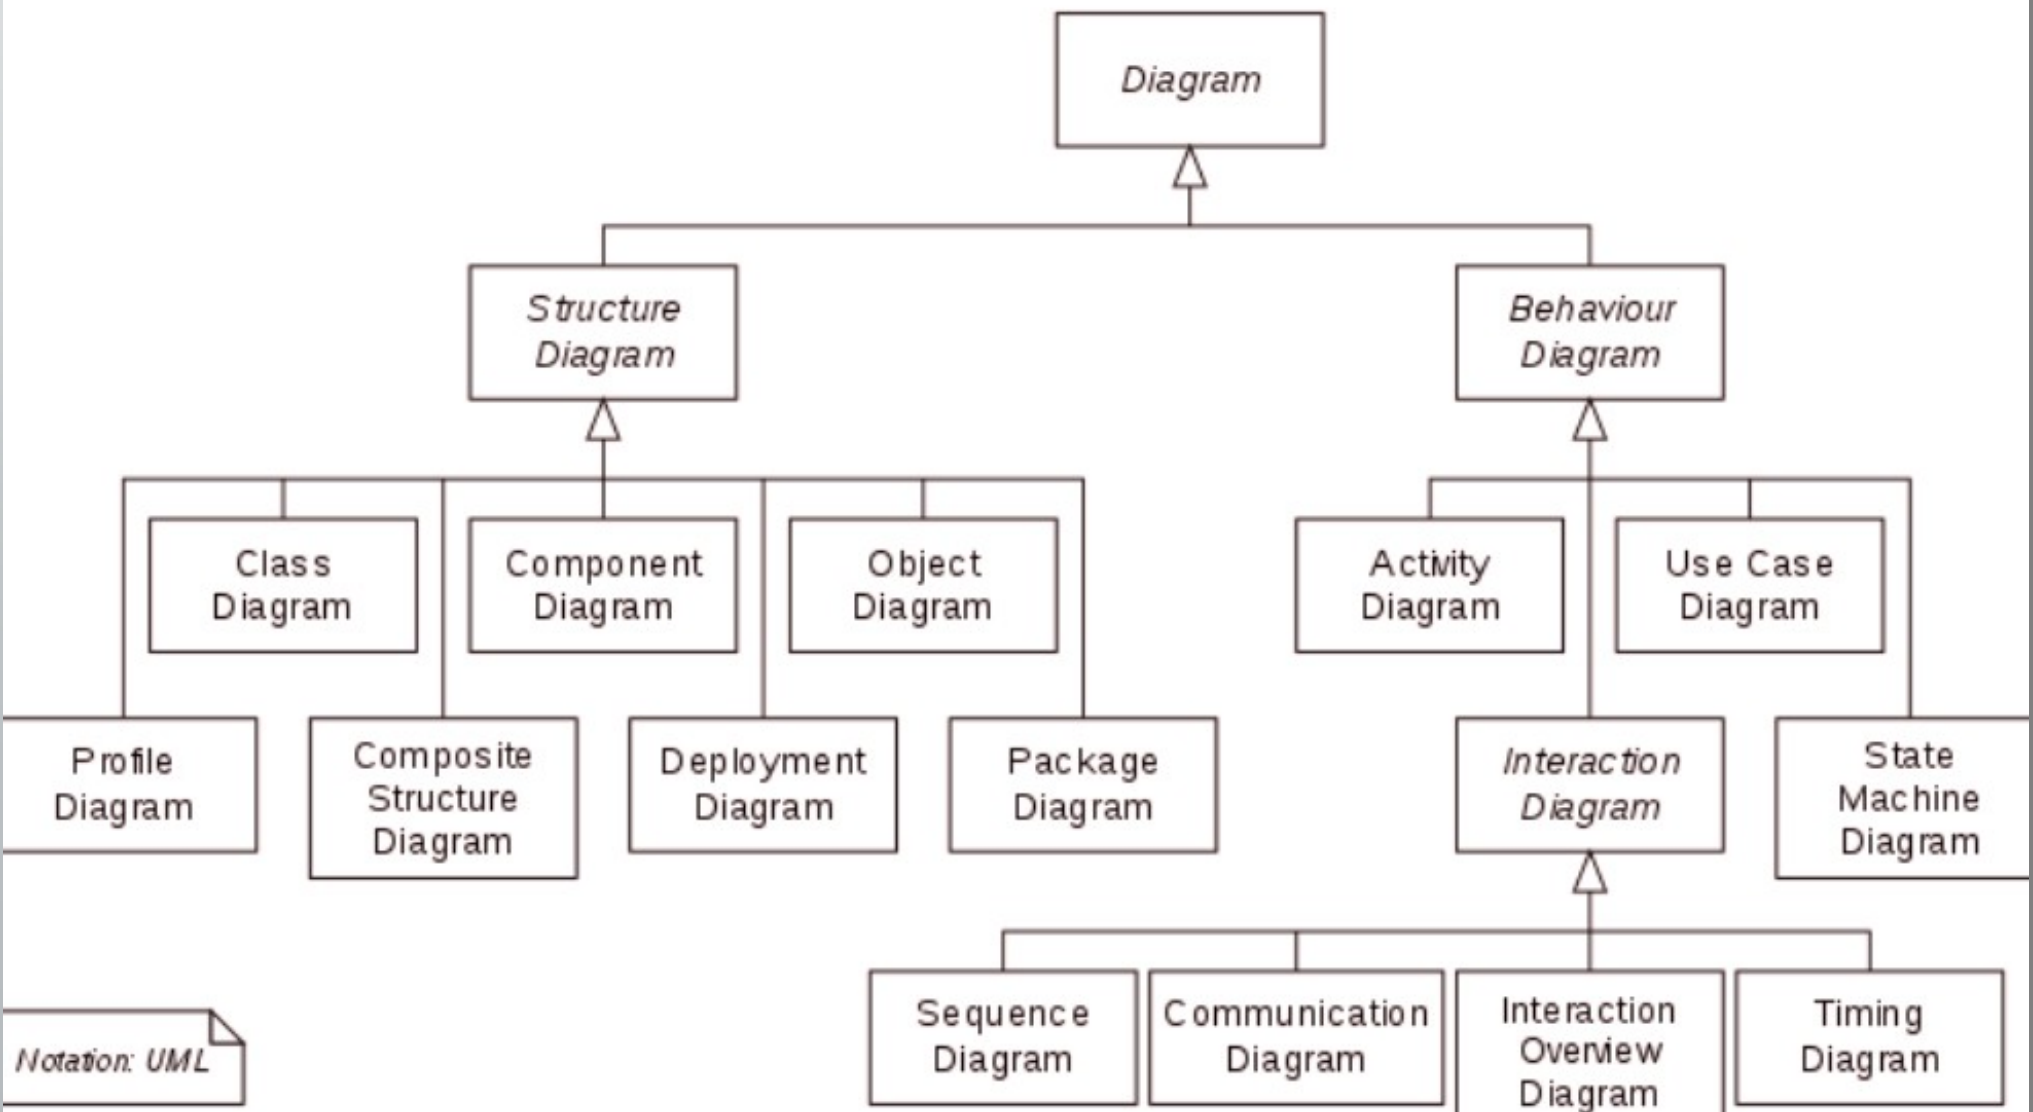 Diagram
Structure
Diagram
Behaviour
Diagram
Class
Diagram
Component
Diagram
Object
Diagram
Activity
Diagram
Use Case
Diagram
Profile
Diagram
Composite
Structure
Diagram
Deployment
Diagram
Package
Diagram
Interaction
Diagram
State
Machine
Diagram
Sequence
Diagram
Communication
Diagram
Interaction
Overview
Diagram
Timing
Diagram
Notation: UML